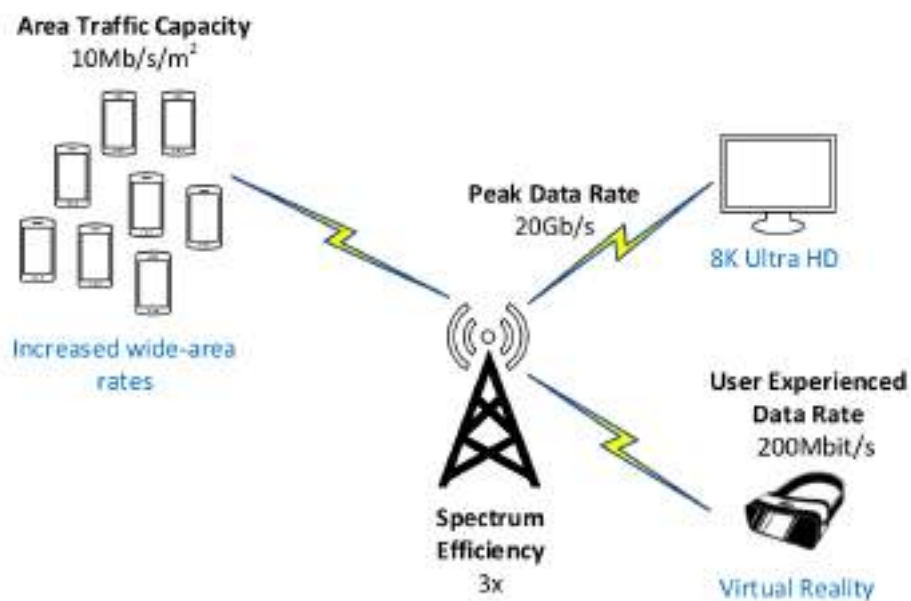 Area Traffic Capacity
10Mb/s/m²
Increased wide-area
rates
Peak Data Rate
20Gb/s
8K Ultra HD
User Experienced
Data Rate
200Mbit/s
Virtual Reality
Spectrum
Efficiency
3x